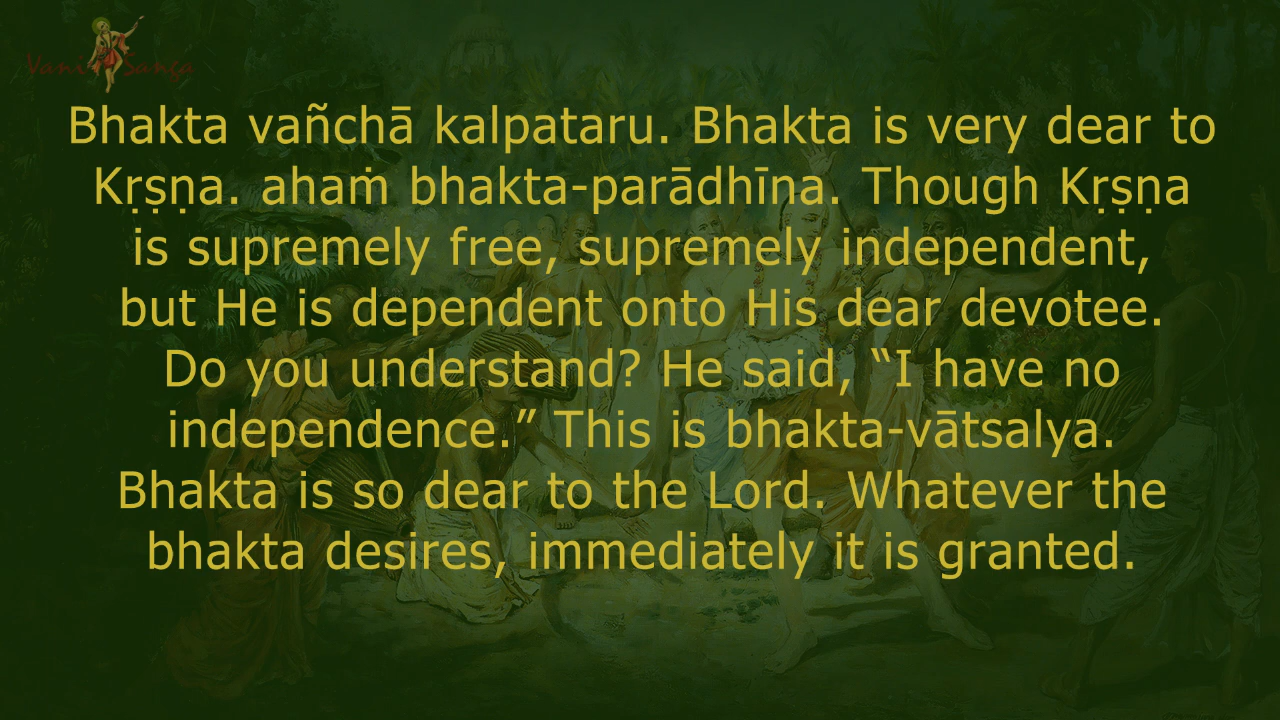 Vani Sanga
Bhakta vañchā kalpataru. Bhakta is very dear to
Kṛṣṇa. ahaṁ bhakta-parādhīna. Though Kṛṣṇa
is supremely free, supremely independent,
but He is dependent onto His dear devotee.
Do you understand? He said, “I have no
independence.” This is bhakta-vātsalya.
Bhakta is so dear to the Lord. Whatever the
bhakta desires, immediately it is granted.